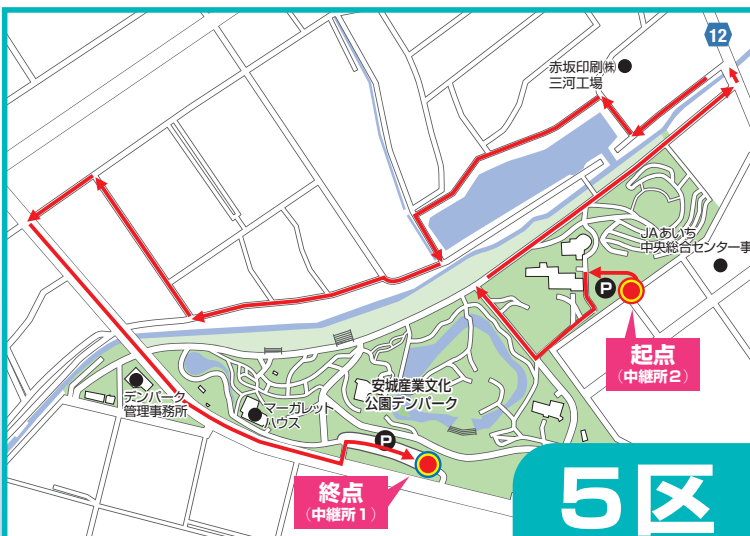 12
赤坂印刷㈱
三河工場
JAあいち
中央総合センター事
P
起点
（中継所2）
安城産業文化
公園デンパーク
デンパーク
管理事務所
マーガレット
ハウス
P
終点
（中継所1）
5区